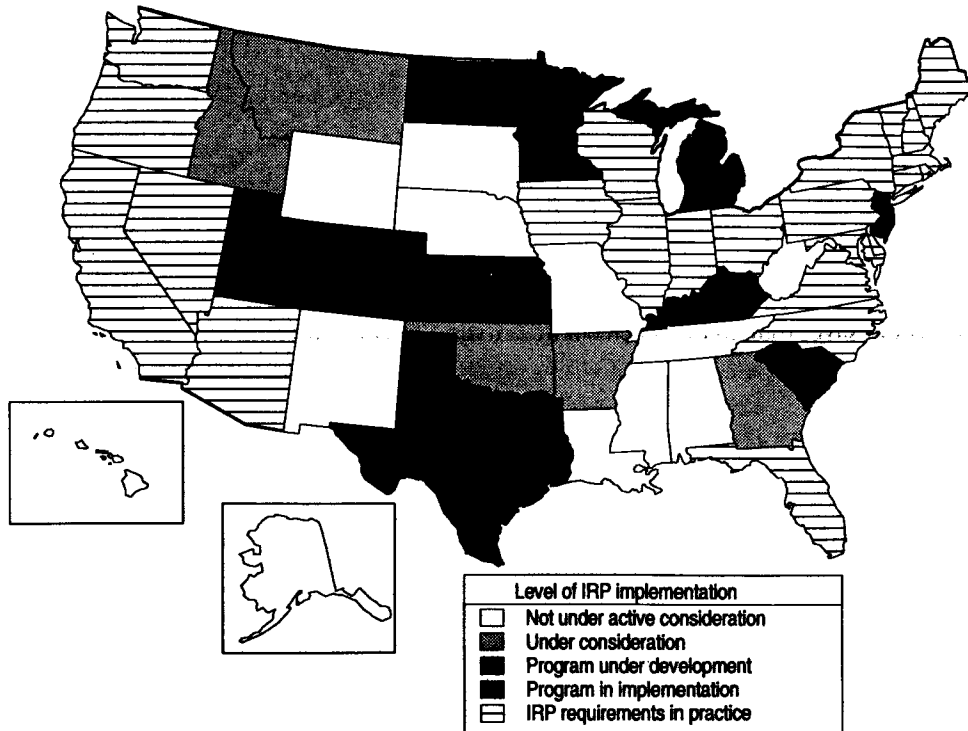 Level of IRP implementation
Not under active consideration
Under consideration
Program under development
Program in implementation
IRP requirements in practice